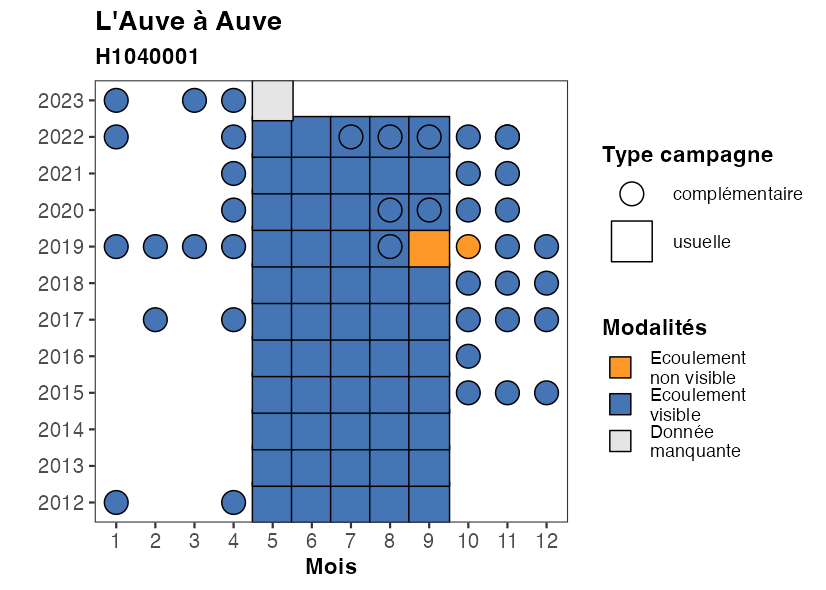 L'Auve à Auve
H1040001
2023
2022
2021
2020
2019
2018
2017
2016
2015
2014
2013
2012
1 2 3 4 5 6 7 8 9 10 11 12
Mois
Type campagne
complémentaire
usuelle
Modalités
Ecoulement
non visible
Ecoulement
visible
Donnée
manquante